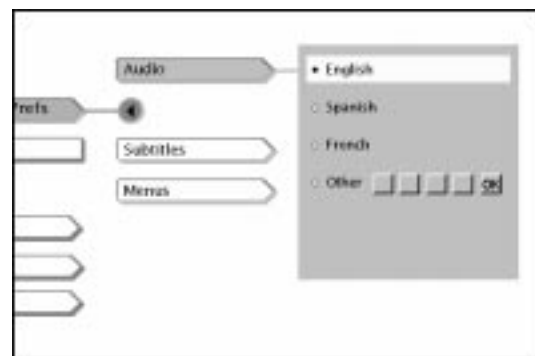 Prefs
Audio
Subtitles
Menus
English
Spanish
French
Other
OK